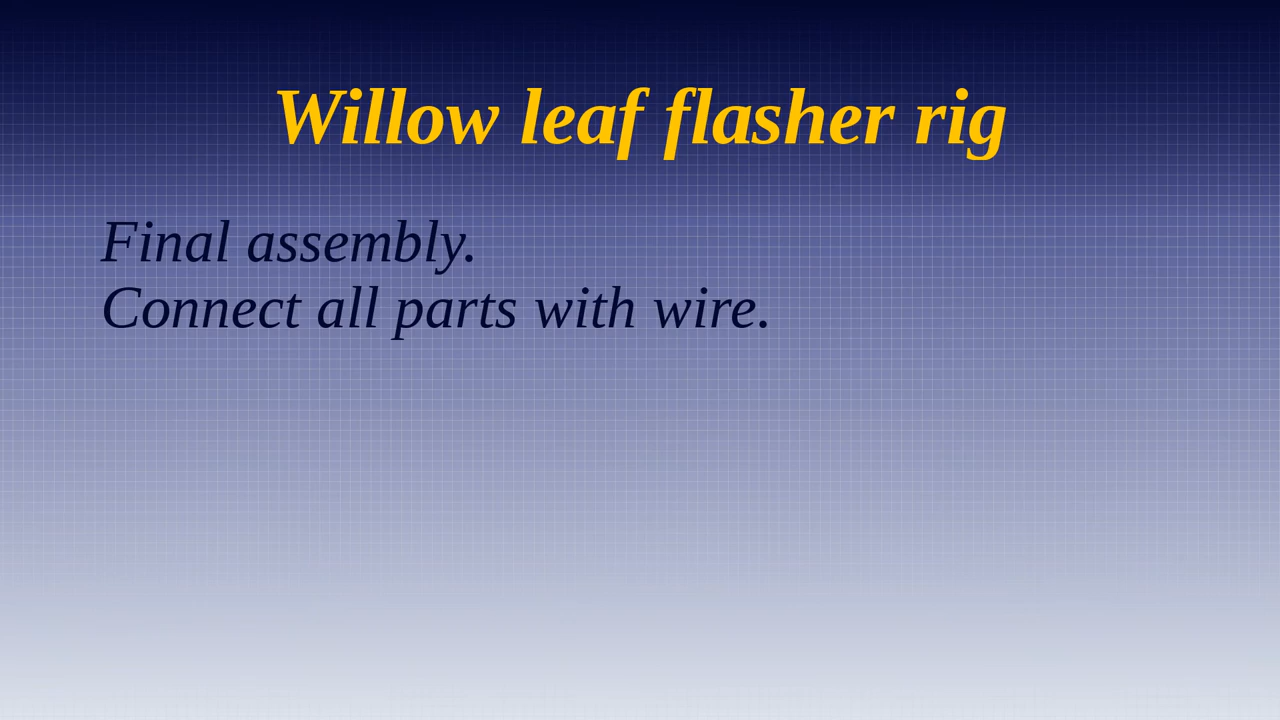 Willow leaf flasher rig
Final assembly.
Connect all parts with wire.